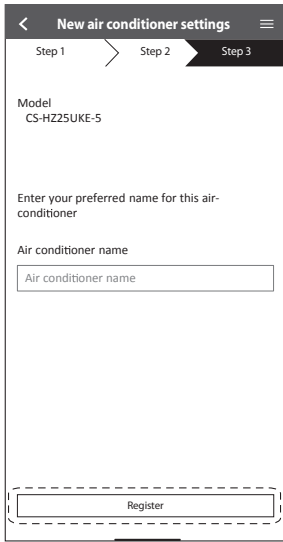 New air conditioner settings
Step 1 Step 2 Step 3
Model
CS-HZ25UKE-5
Enter your preferred name for this air-
conditioner
Air conditioner name
Air conditioner name
Register